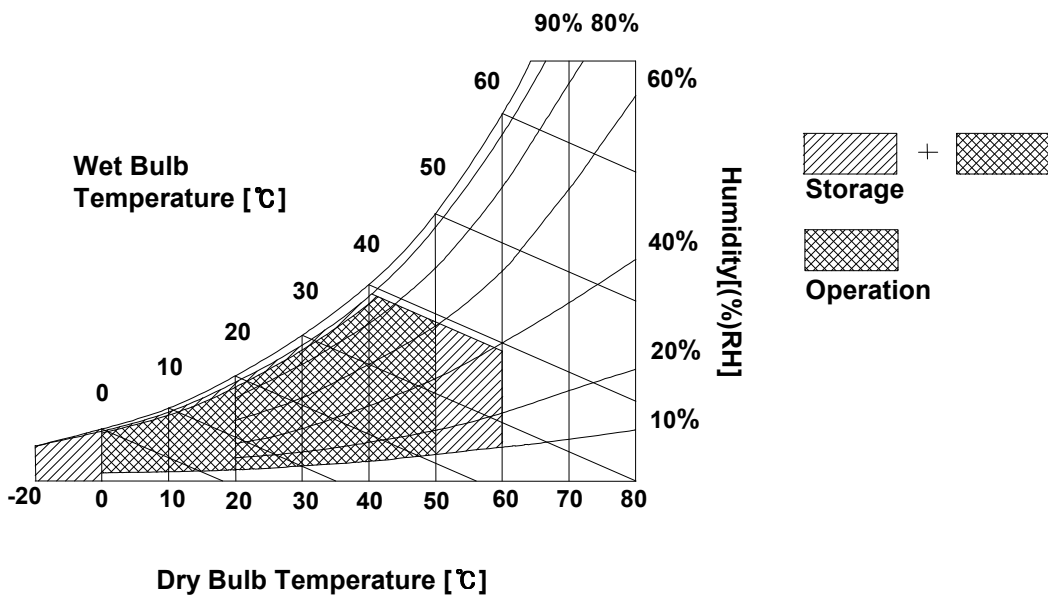 90% 80%
60
60%
50
Wet Bulb
Temperature [℃]
+
Storage
40
40%
Humidity[(%)RH]
30
Operation
20
20%
10
0
10%
-20 0 10 20 30 40 50 60 70 80
Dry Bulb Temperature [℃]